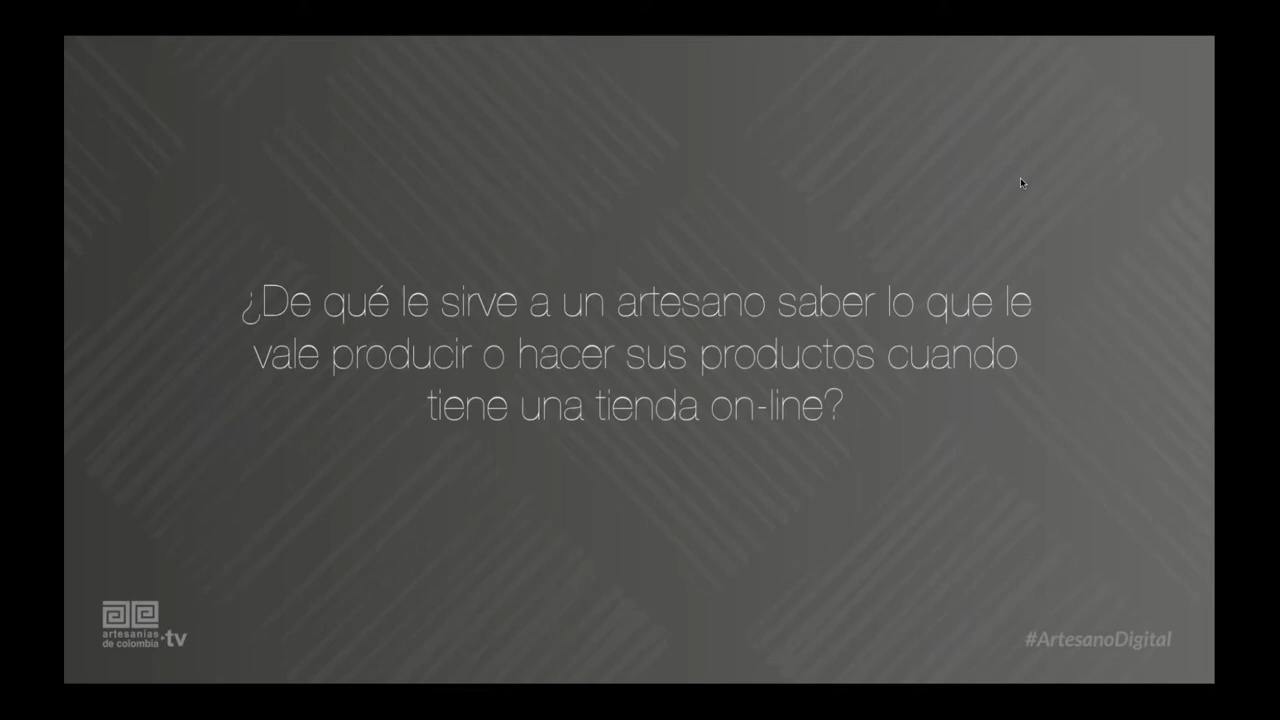 ¿De qué le sirve a un artesano saber lo que le
vale producir o hacer sus productos cuando
tiene una tienda on-line?
artesanías
de colombia
.tv
#ArtesanoDigital